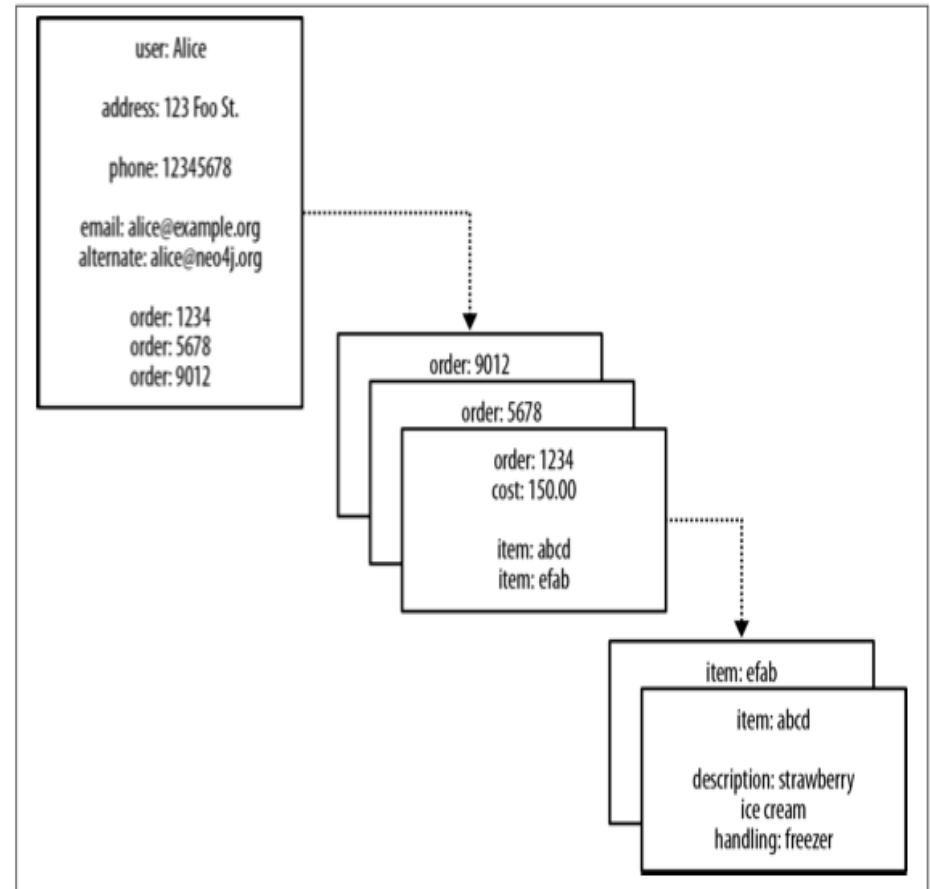 user: Alice
address: 123 Foo St.
phone: 12345678
email: alice@example.org
alternate: alice@neo4j.org
order: 1234
order: 5678
order: 9012
order: 9012
order: 5678
order: 1234
cost: 150.00
item: abcd
item: efab
item: efab
item: abcd
description: strawberry
ice cream
handling: freezer